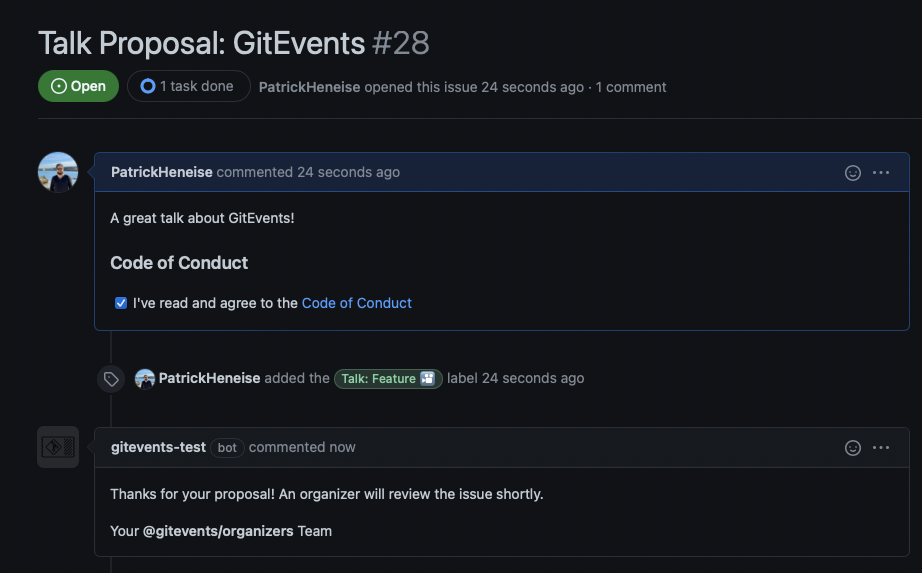 Talk Proposal: GitEvents #28
Open 1 task done PatrickHeneise opened this issue 24 seconds ago · 1 comment
PatrickHeneise commented 24 seconds ago
A great talk about GitEvents!
Code of Conduct
I've read and agree to the Code of Conduct
PatrickHeneise added the Talk: Feature 🎦 label 24 seconds ago
gitevents-test bot commented now
Thanks for your proposal! An organizer will review the issue shortly.
Your @gitevents/organizers Team